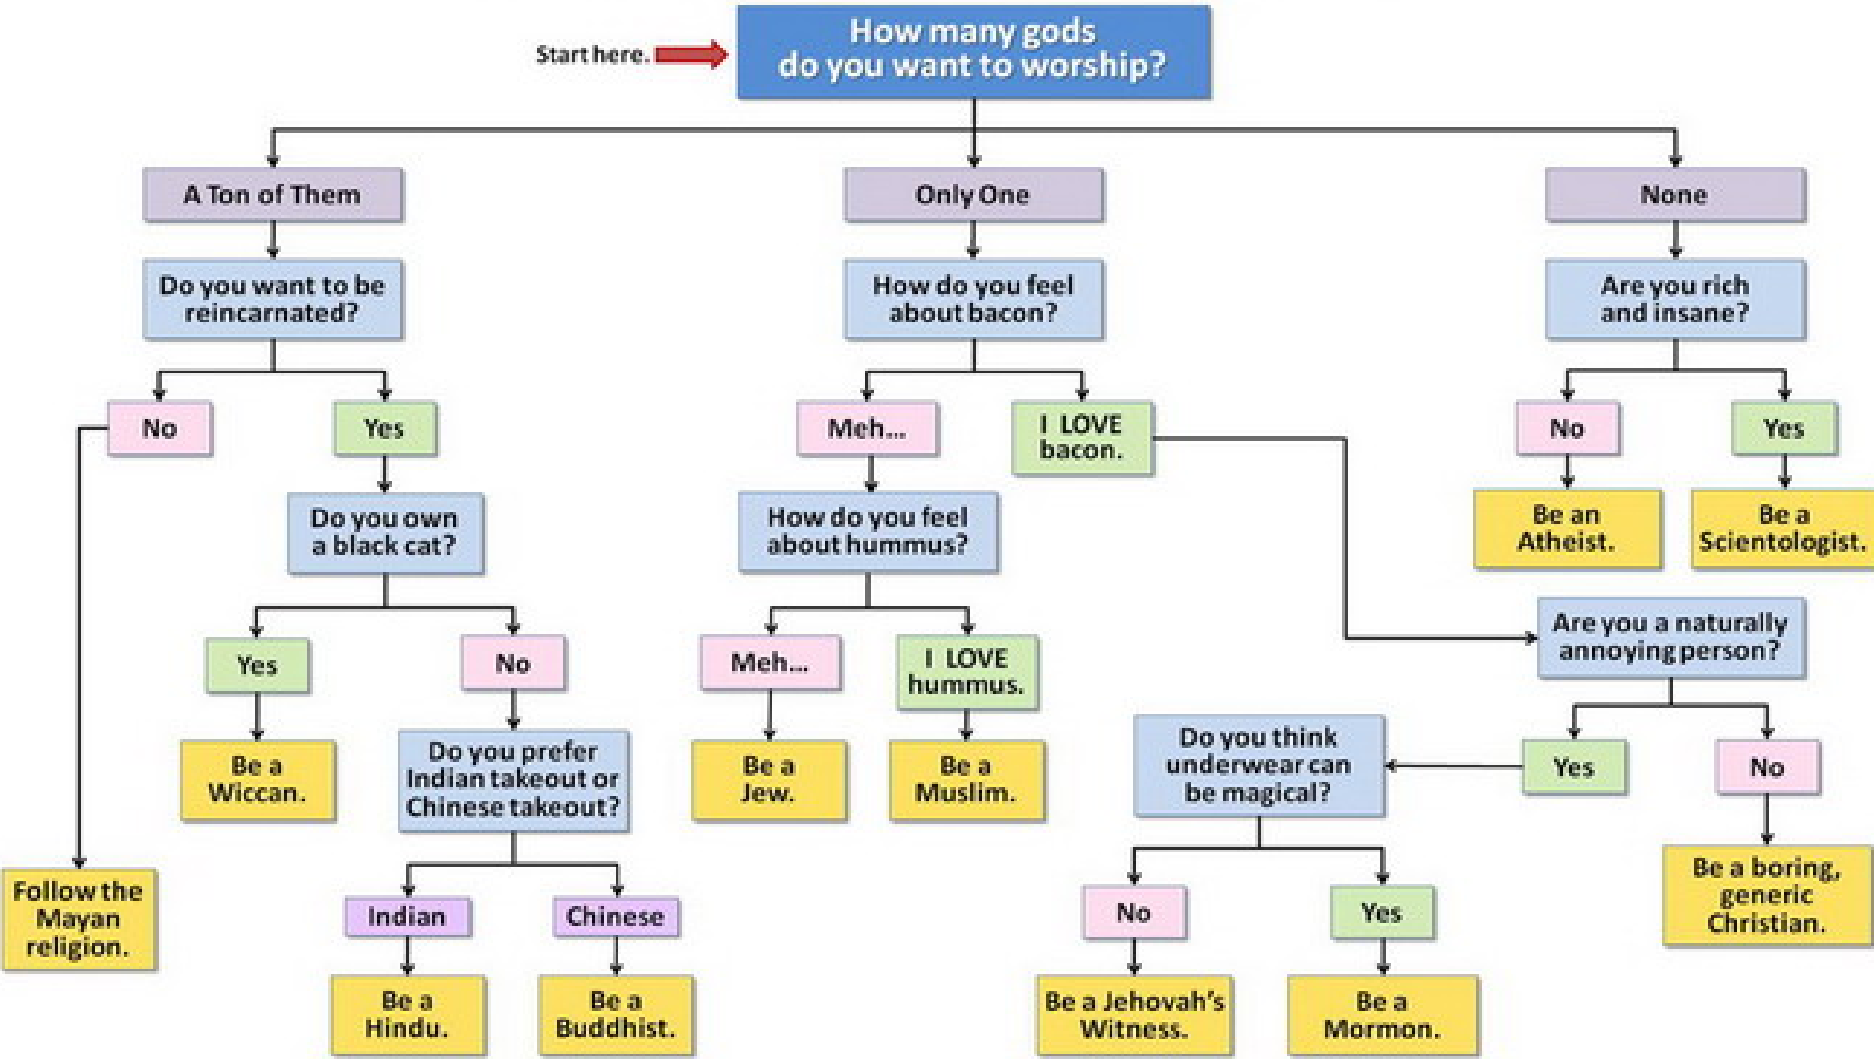 How many gods
do you want to worship?
Start here.
A Ton of Them
Only One
None
Do you want to be
reincarnated?
How do you feel
about bacon?
Are you rich
and insane?
No
Yes
Meh...
I LOVE
bacon.
No
Yes
Do you own
a black cat?
How do you feel
about hummus?
Be an
Atheist.
Be a
Scientologist.
Yes
No
Meh...
I LOVE
hummus.
Are you a naturally
annoying person?
Be a
Wiccan.
Do you prefer
Indian takeout or
Chinese takeout?
Be a
Jew.
Be a
Muslim.
Do you think
underwear can
be magical?
Yes
No
Follow the
Mayan
religion.
Indian
Chinese
No
Yes
Be a boring,
generic
Christian.
Be a
Hindu.
Be a
Buddhist.
Be a Jehovah's
Witness.
Be a
Mormon.